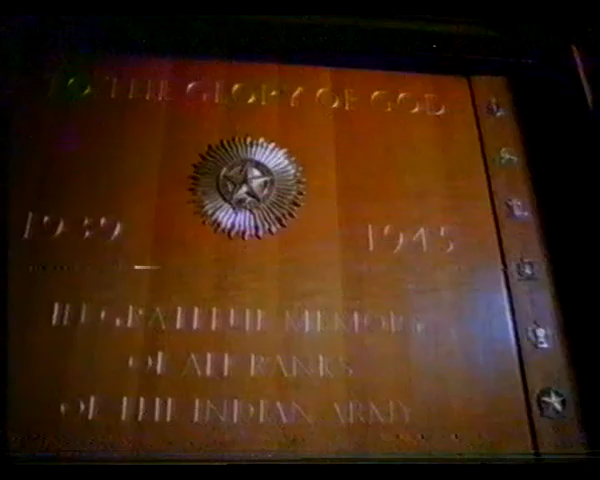 TO THE GLORY OF GOD
1939 1945
IN GRATEFUL MEMORY
OF ALL RANKS
OF THE INDIAN ARMY